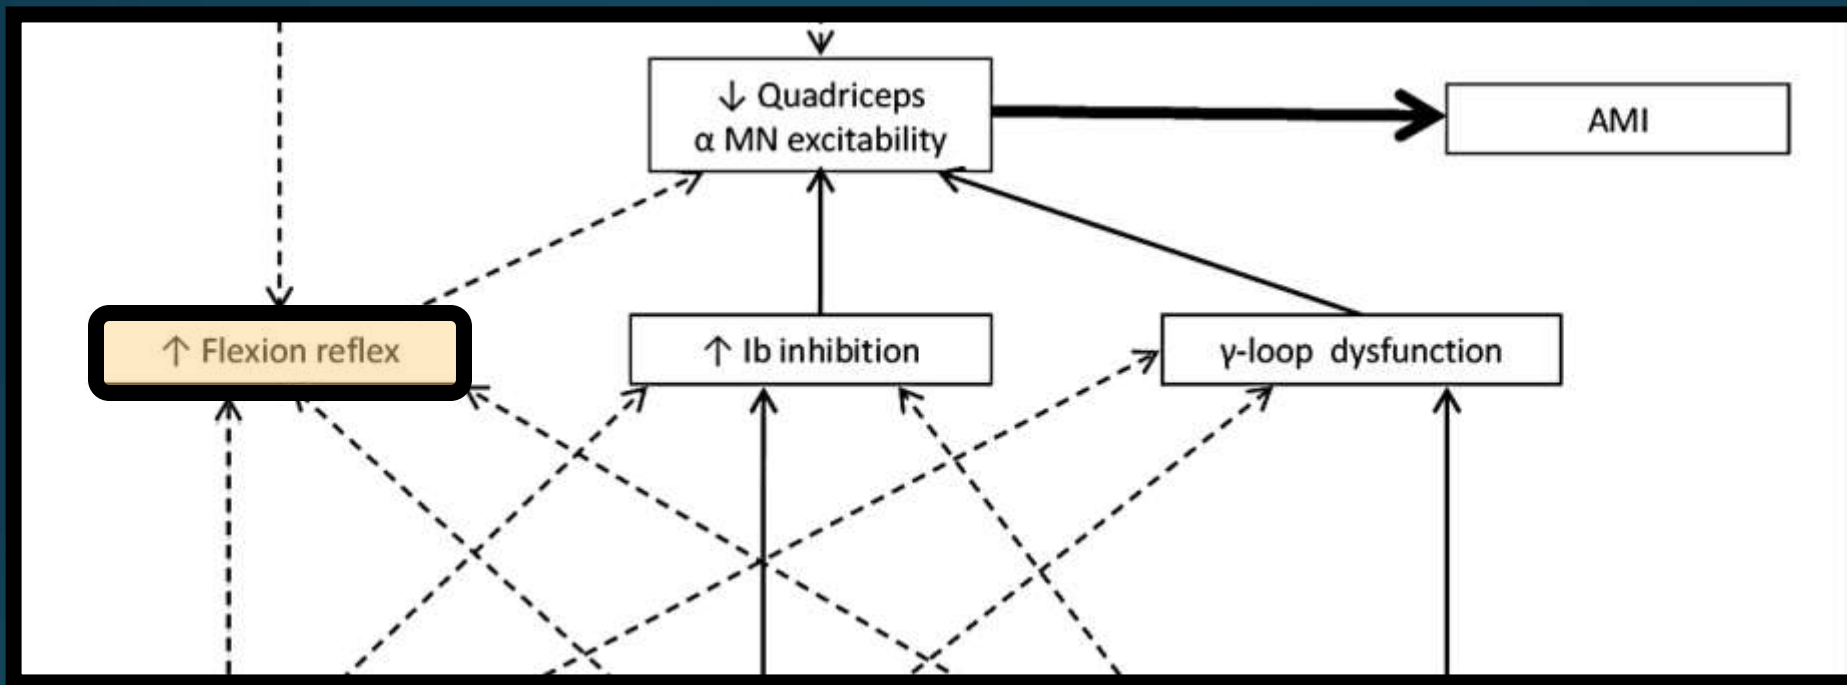 ↓ Quadriceps
α MN excitability
AMI
↑ Flexion reflex
↑ Ib inhibition
γ-loop dysfunction